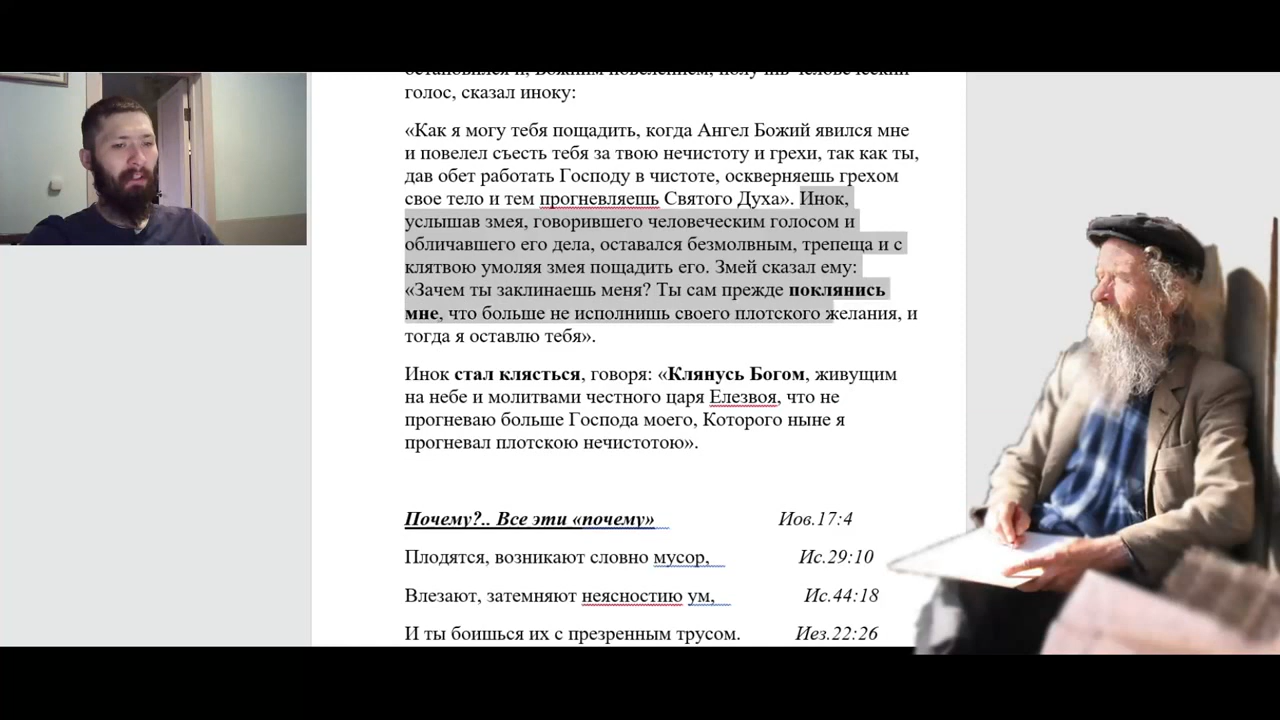 остановился и, Божиим повелением, получив человеческий
голос, сказал иноку:
«Как я могу тебя пощадить, когда Ангел Божий явился мне
и повелел съесть тебя за твою нечистоту и грехи, так как ты,
дав обет работать Господу в чистоте, оскверняешь грехом
свое тело и тем прогневляешь Святого Духа». Инок,
услышав змея, говорившего человеческим голосом и
обличавшего его дела, оставался безмолвным, трепеща и с
клятвою умоляя змея пощадить его. Змей сказал ему:
«Зачем ты заклинаешь меня? Ты сам прежде поклянись
мне, что больше не исполнишь своего плотского желания, и
тогда я оставлю тебя».
Инок стал клясться, говоря: «Клянусь Богом, живущим
на небе и молитвами честного царя Елезвоя, что не
прогневаю больше Господа моего, Которого ныне я
прогневал плотскою нечистотою».
Почему?.. Все эти «почему» Иов.17:4
Плодятся, возникают словно мусор, Ис.29:10
Влезают, затемняют неясностию ум, Ис.44:18
И ты боишься их с презренным трусом. Иез.22:26